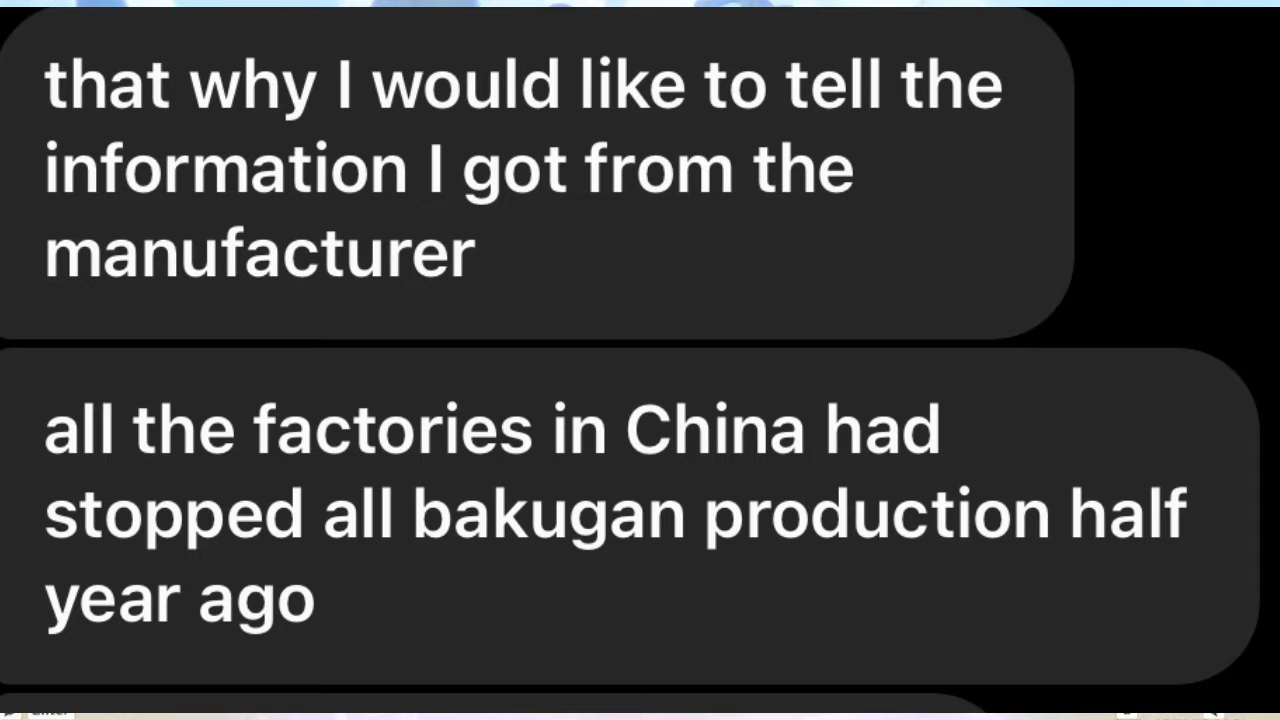 that why I would like to tell the
information I got from the
manufacturer
all the factories in China had
stopped all bakugan production half
year ago